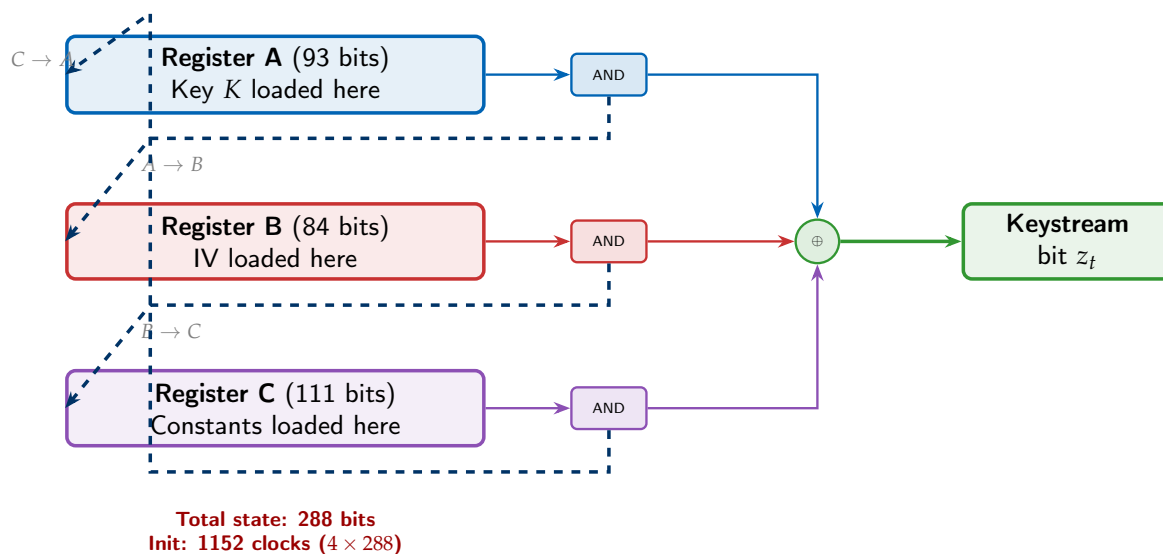 C → A
Register A (93 bits)
Key K loaded here
AND
A → B
Register B (84 bits)
IV loaded here
AND
⊕
Keystream
bit z_t
B → C
Register C (111 bits)
Constants loaded here
AND
Total state: 288 bits
Init: 1152 clocks (4 × 288)